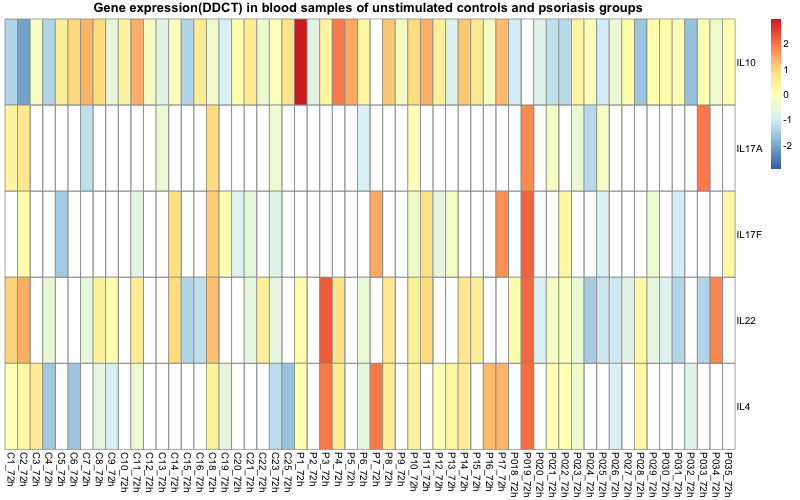 Gene expression(DDCT) in blood samples of unstimulated controls and psoriasis groups
IL10
IL17A
IL17F
IL22
IL4
2
1
0
-1
-2
C1_72h
C2_72h
C3_72h
C4_72h
C5_72h
C6_72h
C7_72h
C8_72h
C9_72h
C10_72h
C11_72h
C12_72h
C13_72h
C14_72h
C15_72h
C16_72h
C18_72h
C19_72h
C20_72h
C21_72h
C22_72h
C23_72h
C25_72h
P1_72h
P2_72h
P3_72h
P4_72h
P5_72h
P6_72h
P7_72h
P8_72h
P9_72h
P10_72h
P11_72h
P12_72h
P13_72h
P14_72h
P15_72h
P16_72h
P17_72h
P018_72h
P019_72h
P020_72h
P021_72h
P022_72h
P023_72h
P024_72h
P025_72h
P026_72h
P027_72h
P028_72h
P029_72h
P030_72h
P031_72h
P032_72h
P033_72h
P034_72h
P035_72h